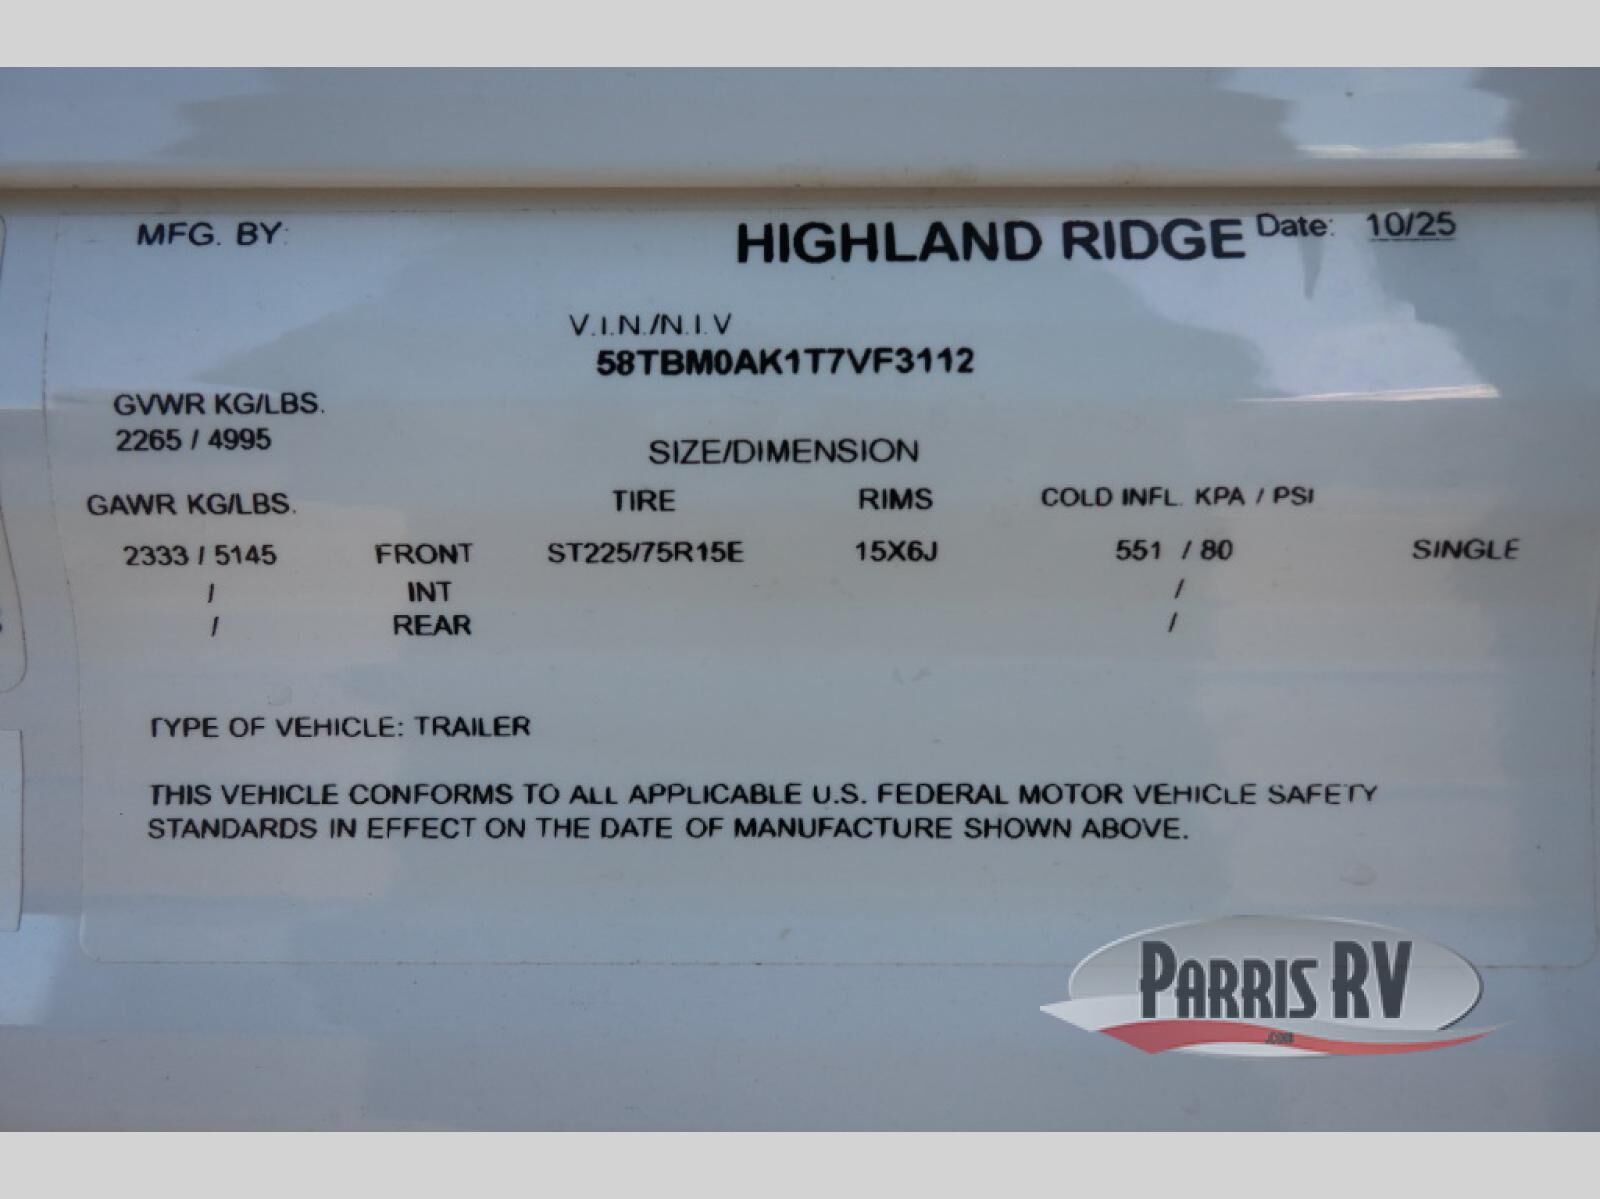 MFG. BY: HIGHLAND RIDGE Date: 10/25
V.I.N./N.I.V
58TBM0AK1T7VF3112
GVWR KG/LBS.
2265 / 4995
SIZE/DIMENSION
GAWR KG/LBS. TIRE RIMS COLD INFL. KPA / PSI
2333 / 5145 FRONT ST225/75R15E 15X6J 551 / 80 SINGLE
/ INT /
/ REAR /
TYPE OF VEHICLE: TRAILER
THIS VEHICLE CONFORMS TO ALL APPLICABLE U.S. FEDERAL MOTOR VEHICLE SAFETY
STANDARDS IN EFFECT ON THE DATE OF MANUFACTURE SHOWN ABOVE.
PARRIS RV
.COM